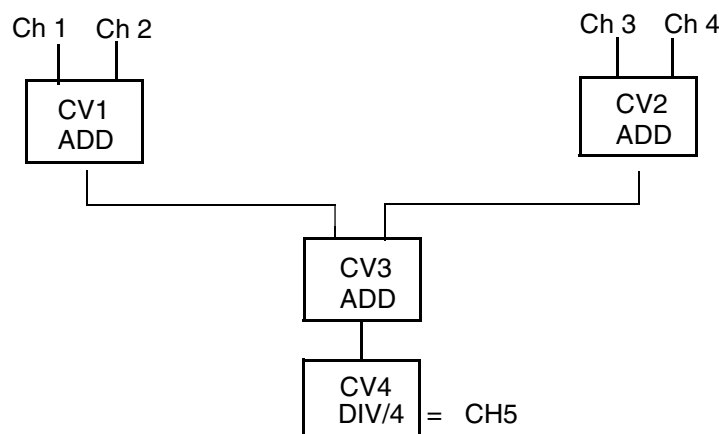 Ch 1 Ch 2 Ch 3 Ch 4
CV1
ADD
CV2
ADD
CV3
ADD
CV4
DIV/4 = CH5